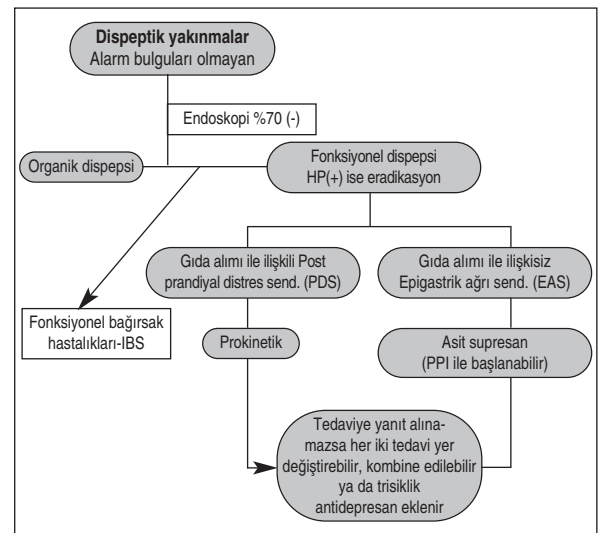 Dispeptik yakınmalar
Alarm bulguları olmayan
Endoskopi %70 (-)
Organik dispepsi
Fonksiyonel dispepsi
HP(+) ise eradikasyon
Gıda alımı ile ilişkili Post
prandiyal distres send. (PDS)
Gıda alımı ile ilişkisiz
Epigastrik ağrı send. (EAS)
Fonksiyonel bağırsak
hastalıkları-IBS
Prokinetik
Asit supresan
(PPI ile başlanabilir)
Tedaviye yanıt alına-
mazsa her iki tedavi yer
değiştirebilir, kombine edilebilir
ya da trisiklik
antidepresan eklenir